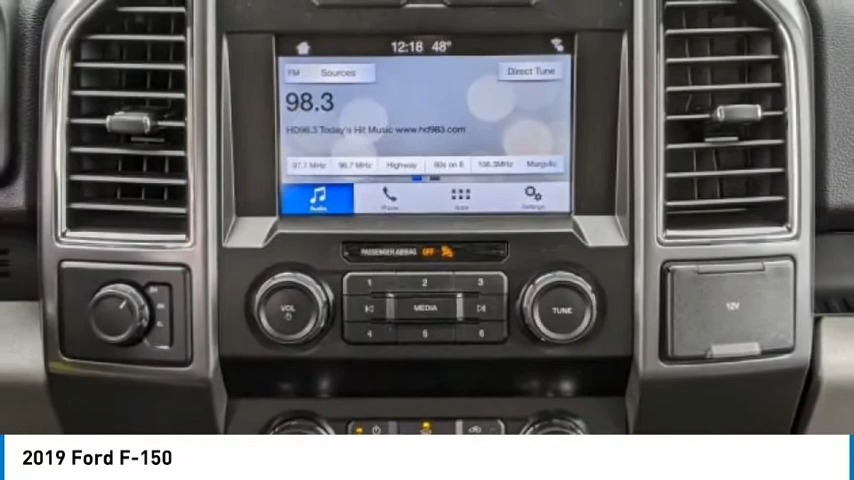 12:18 48°
FM Sources
Direct Tune
98.3
HD98.3 Today's Hit Music www.hd983.com
97.7 MHz 96.7 MHz Highway 80s on 8 106.3MHz Margvlle
Audio Phone Apps Settings
PASSENGER AIRBAG OFF
1 2 3
VOL
MEDIA
TUNE
4 5 6
12V
2019 Ford F-150